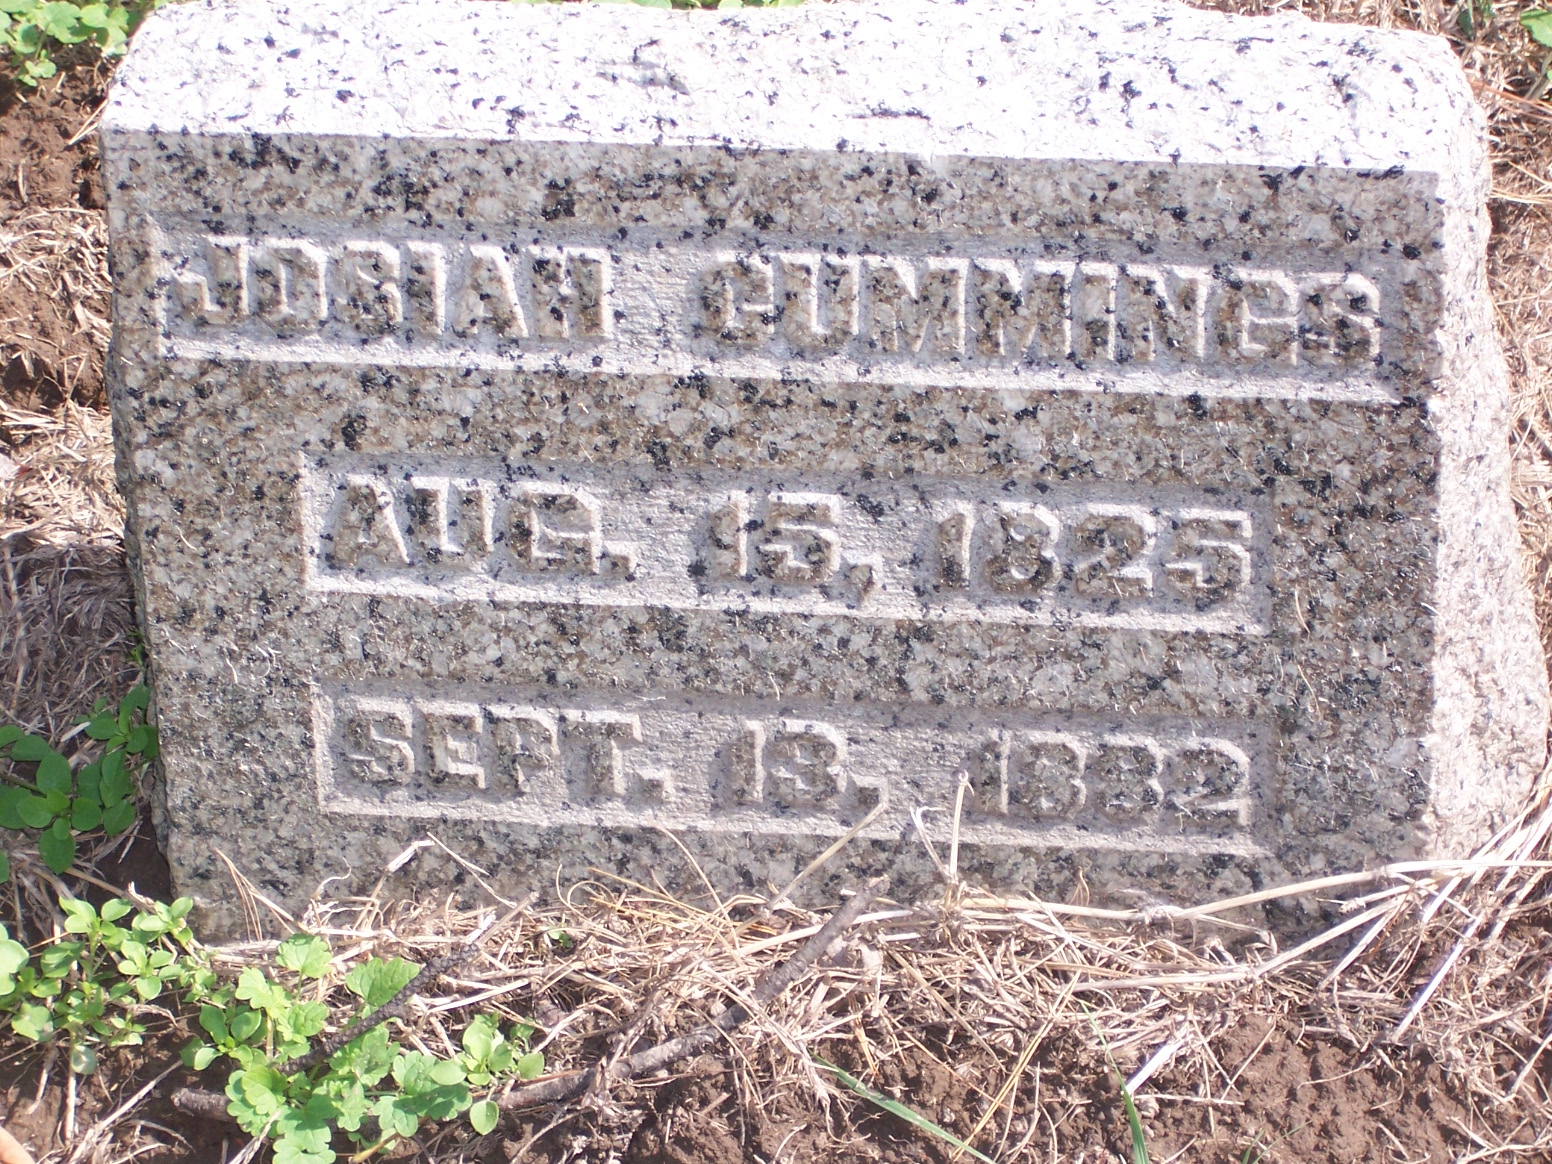 JOSIAH CUMMINGS
AUG. 15, 1825
SEPT. 13, 1882